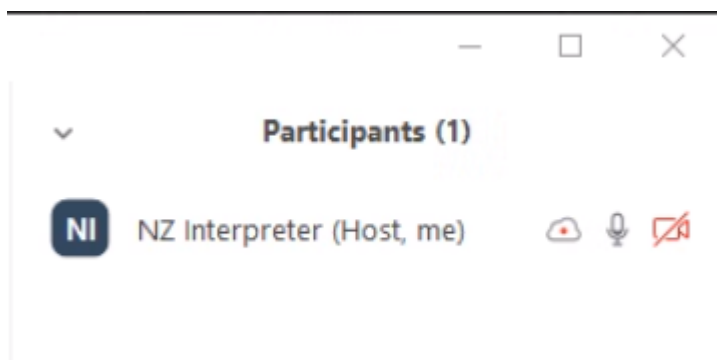 Participants (1)
NI NZ Interpreter (Host, me)